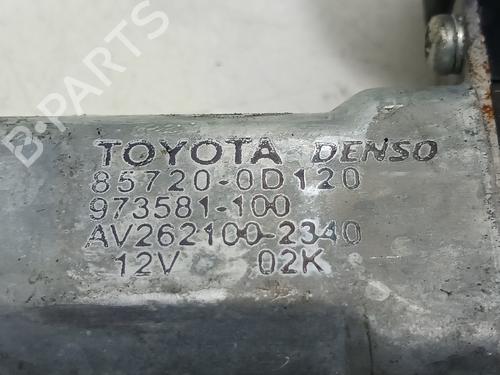 B-PARTS
TOYOTA DENSO
85720-0D120
973581-100
AV262100-2340
12V 02K